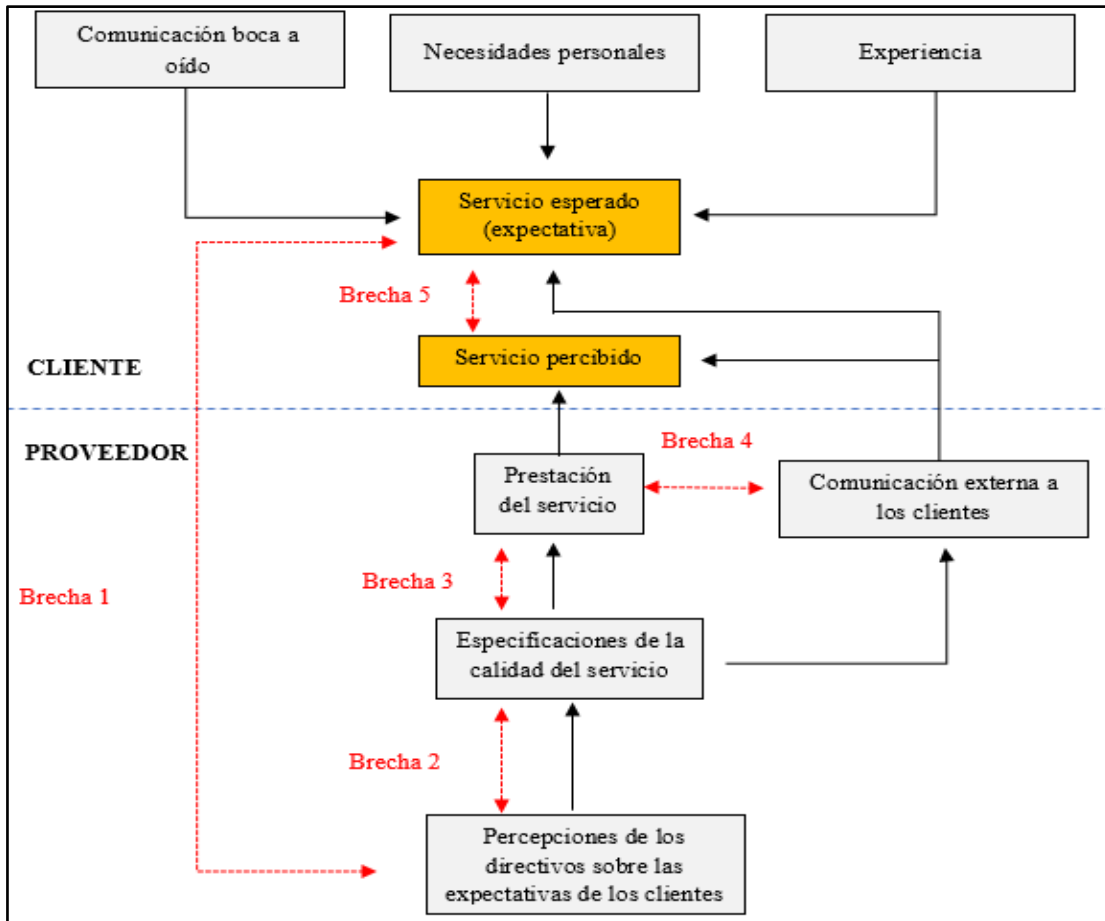 Comunicación boca a
oído
Necesidades personales
Experiencia
Servicio esperado
(expectativa)
Brecha 5
Servicio percibido
CLIENTE
PROVEEDOR
Brecha 4
Prestación
del servicio
Comunicación externa a
los clientes
Brecha 3
Brecha 1
Especificaciones de la
calidad del servicio
Brecha 2
Percepciones de los
directivos sobre las
expectativas de los clientes